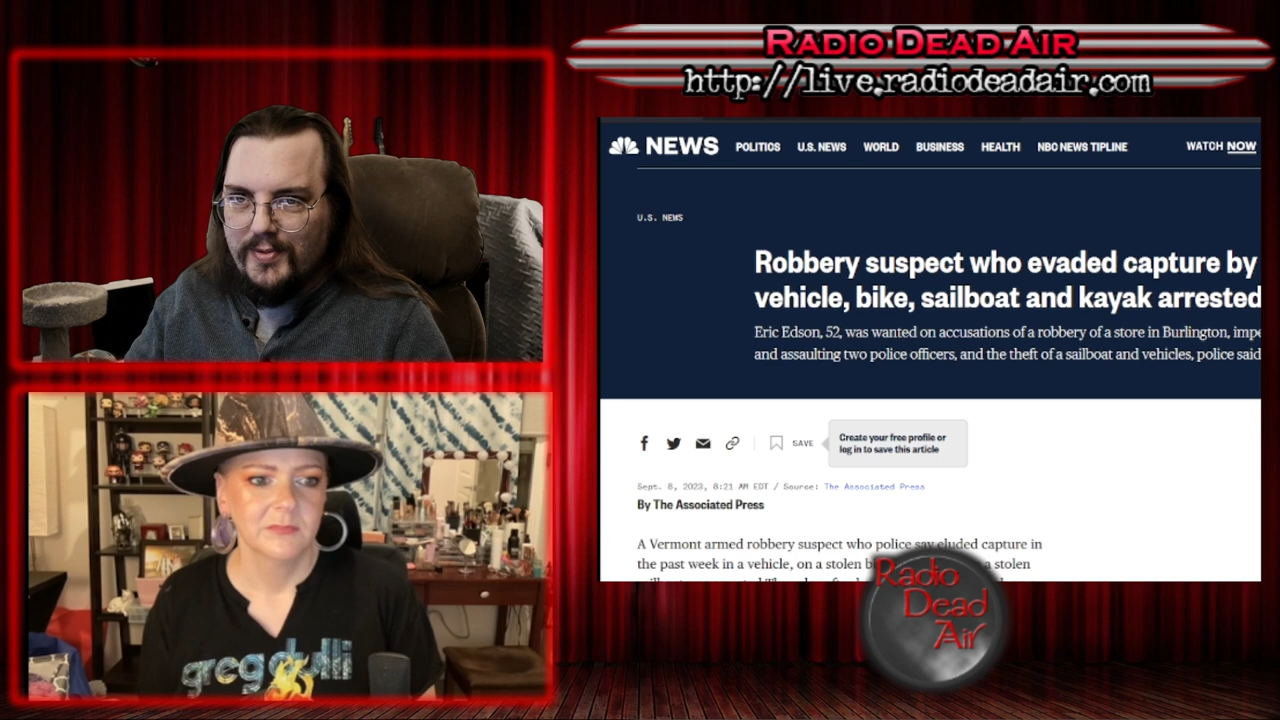 RADIO DEAD AIR
http://live.radiodeadair.com
NEWS POLITICS U.S. NEWS WORLD BUSINESS HEALTH NBC NEWS TIPLINE WATCH NOW
U.S. NEWS
Robbery suspect who evaded capture by
vehicle, bike, sailboat and kayak arrested
Eric Edson, 52, was wanted on accusations of a robbery of a store in Burlington,
and assaulting two police officers, and the theft of a sailboat and vehicles, police said
SAVE
Create your free profile or
log in to save this article
Sept. 8, 2023, 8:21 AM EDT / Source: The Associated Press
By The Associated Press
A Vermont armed robbery suspect who police say eluded capture in
the past week in a vehicle, on a stolen a stolen
Radio
Dead
Air
greg dulli